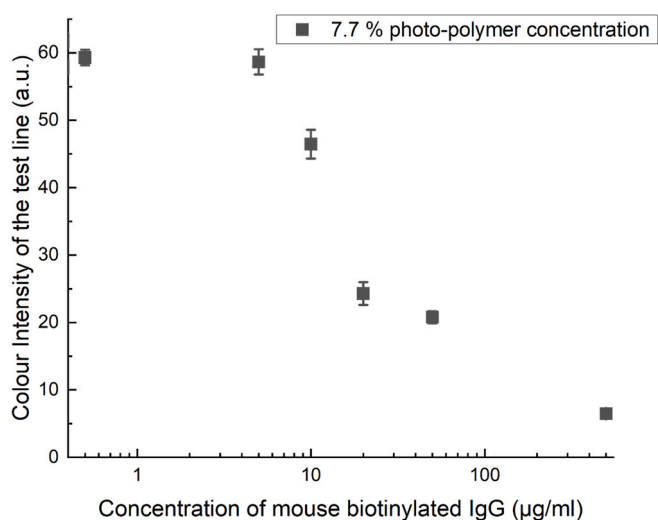 7.7 % photo-polymer concentration
Colour Intensity of the test line (a.u.)
60
50
40
30
20
10
0
1 10 100
Concentration of mouse biotinylated IgG (µg/ml)